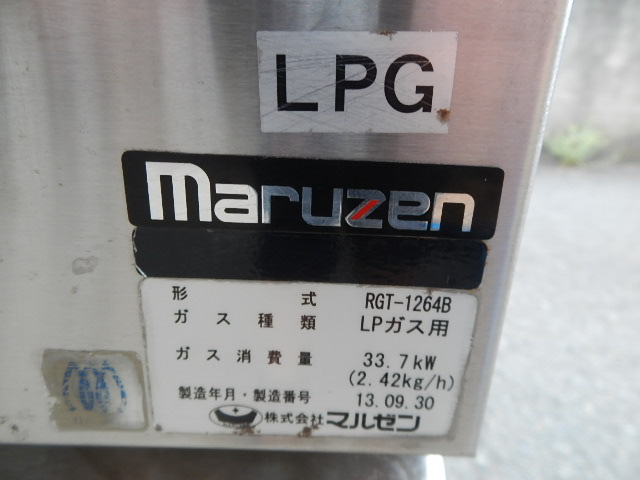 LPG
maruzen
形 式 RGT-1264B
ガ ス 種 類 LPガス用
ガ ス 消 費 量 33.7kW
(2.42kg/h)
製造年月・製造番号 13.09.30
株式会社 マルゼン